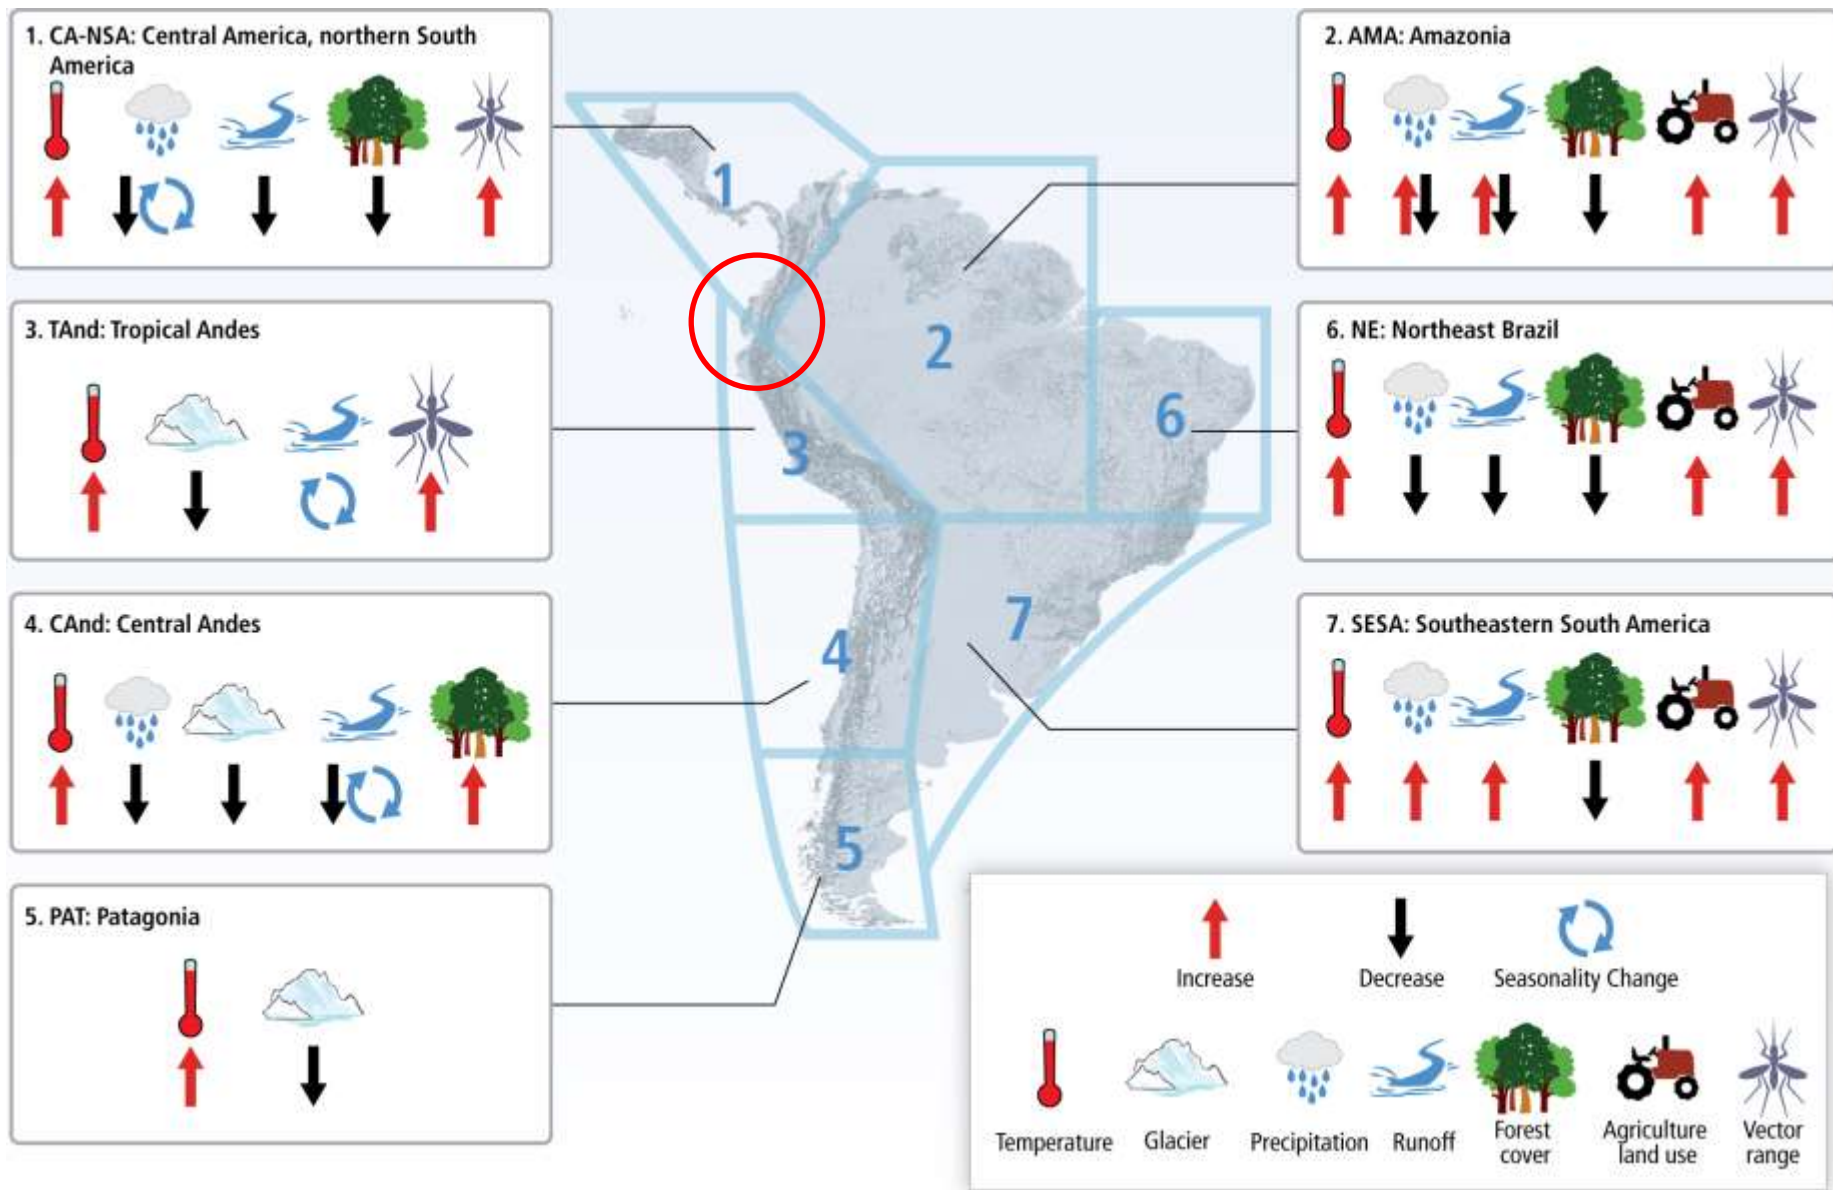 1. CA-NSA: Central America, northern South
America
2. AMA: Amazonia
3. TAnd: Tropical Andes
6. NE: Northeast Brazil
4. CAnd: Central Andes
7. SESA: Southeastern South America
5. PAT: Patagonia
1
2
3
6
4
7
5
Increase
Decrease
Seasonality Change
Temperature
Glacier
Precipitation
Runoff
Forest
cover
Agriculture
land use
Vector
range